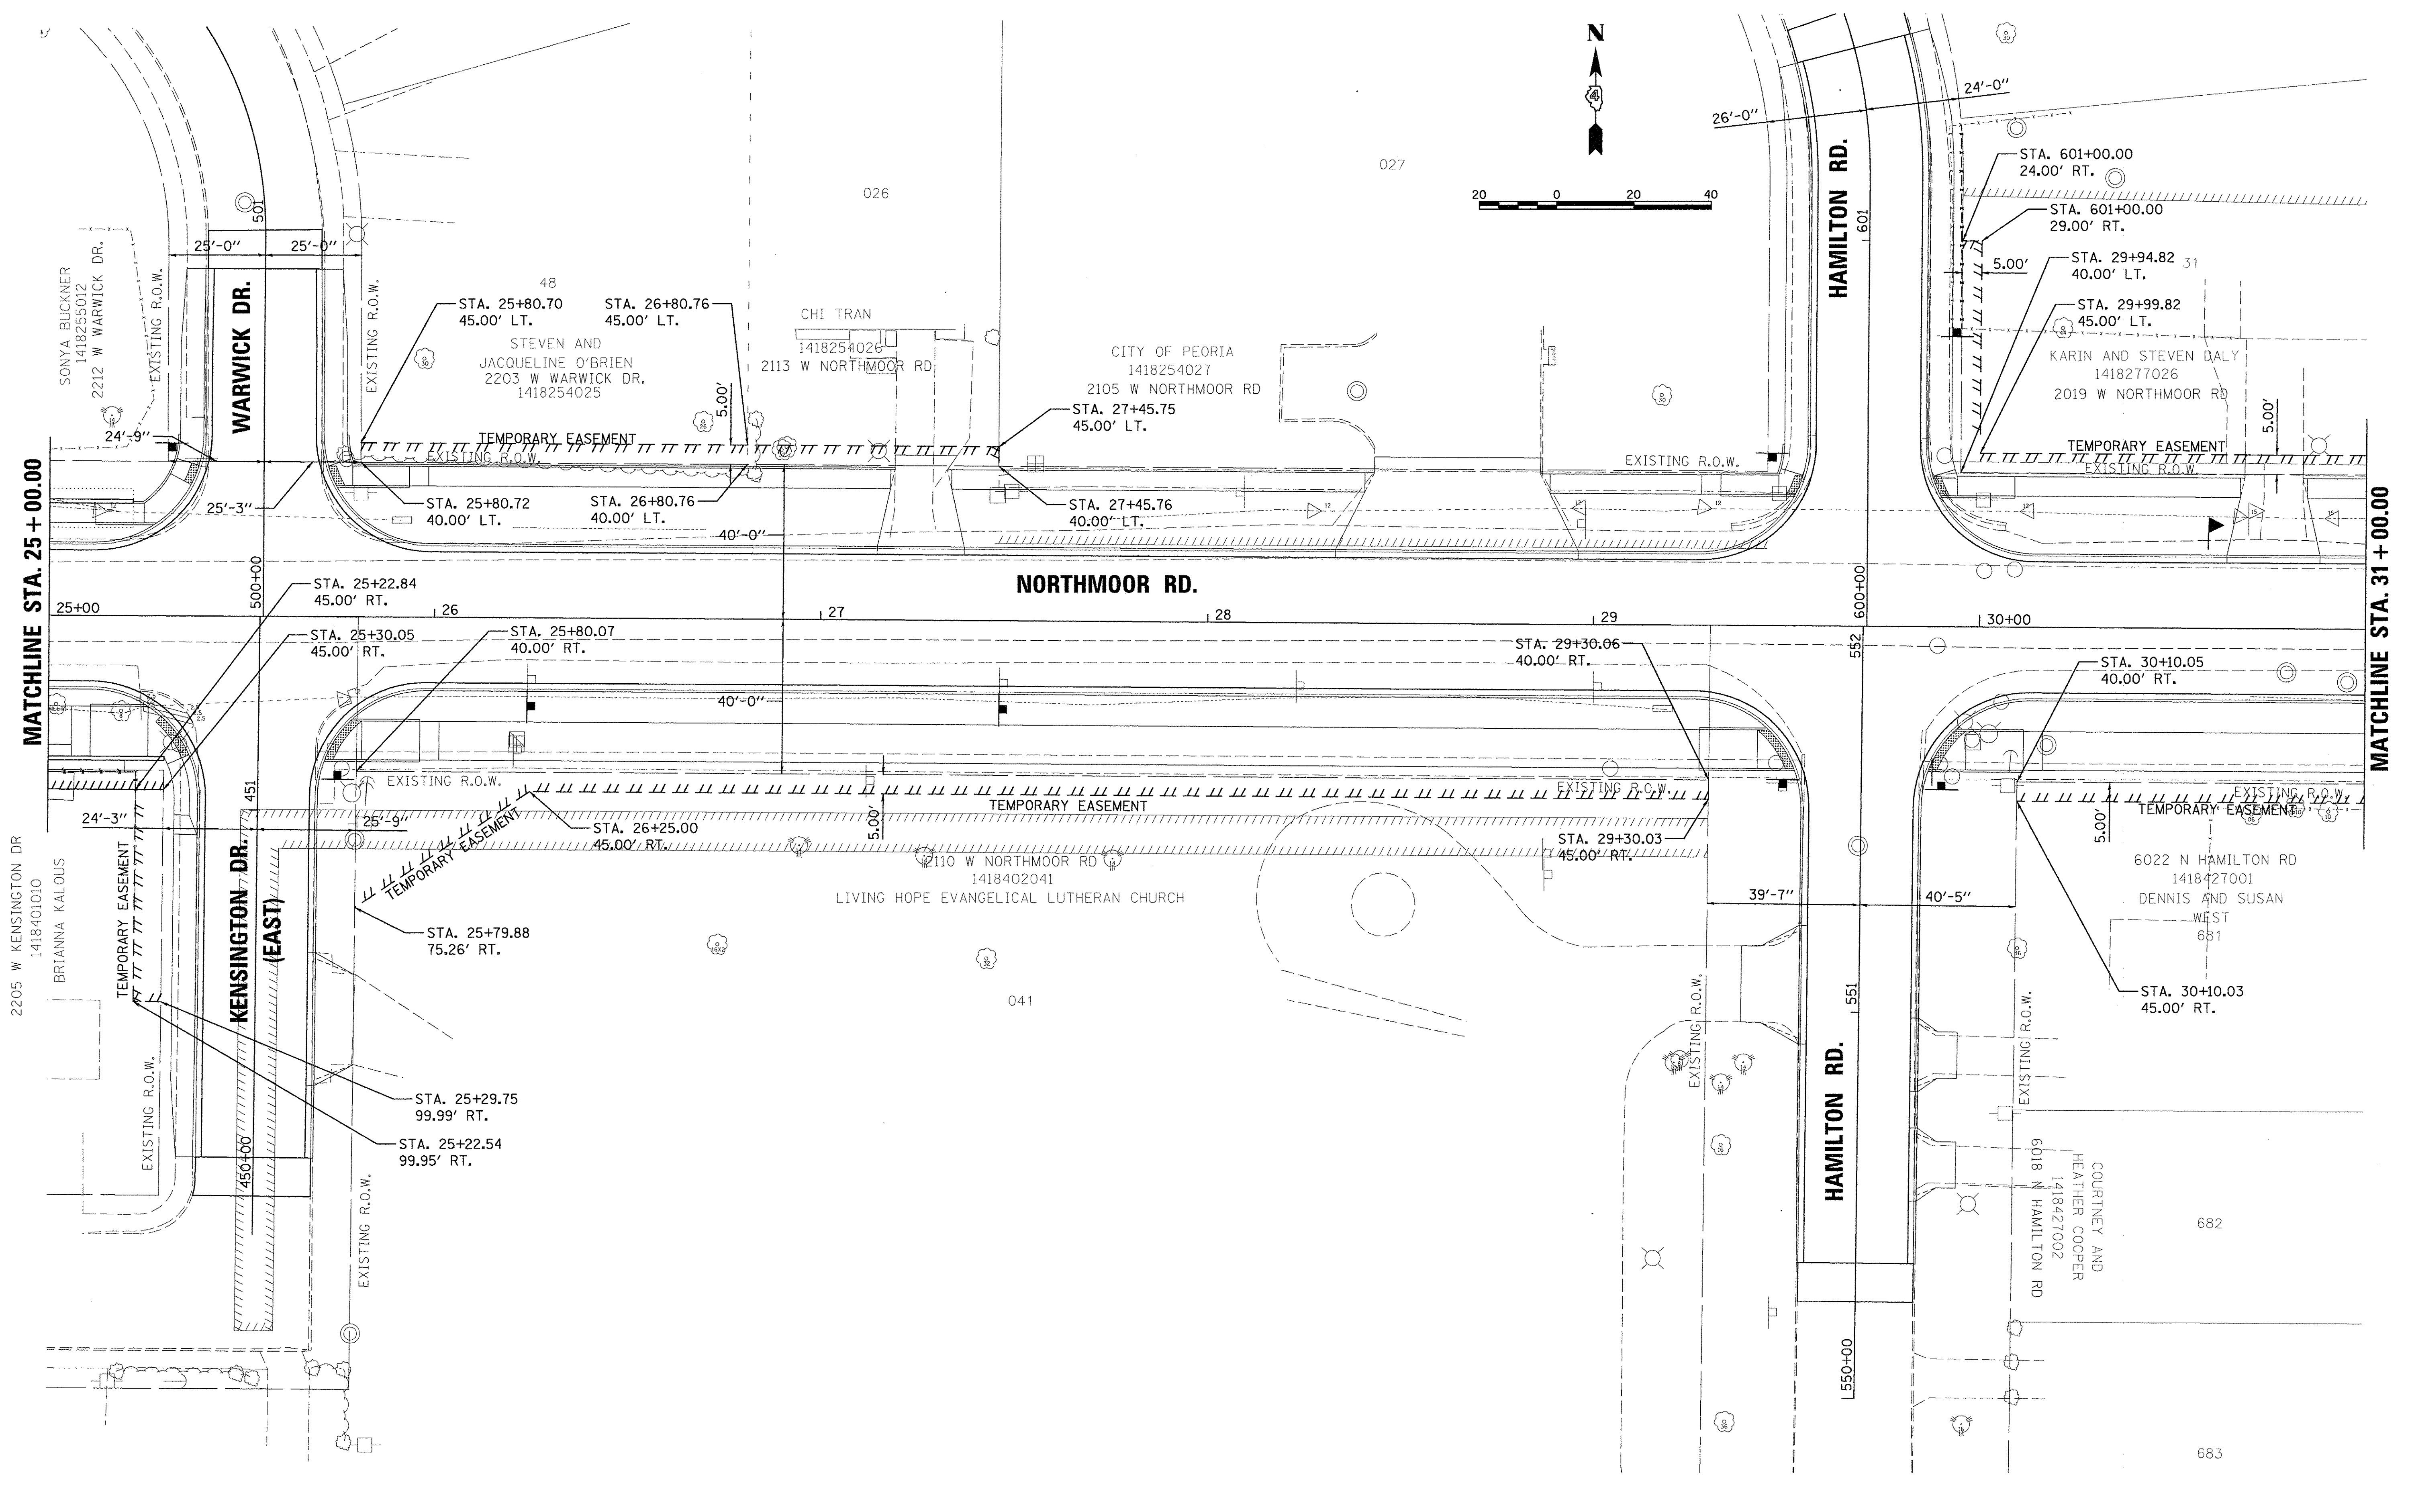 N
4
20 0 20 40
24'-0"
26'-0"
HAMILTON RD.
601
STA. 601+00.00
24.00' RT.
STA. 601+00.00
29.00' RT.
5.00'
STA. 29+94.82
40.00' LT.
31
STA. 29+99.82
45.00' LT.
KARIN AND STEVEN DALY
1418277026
2019 W NORTHMOOR RD
5.00'
TEMPORARY EASEMENT
EXISTING R.O.W.
027
026
501
25'-0" 25'-0"
WARWICK DR.
SONYA BUCKNER
1418255012
2212 W WARWICK DR.
EXISTING R.O.W.
EXISTING R.O.W.
24'-9"
25'-3"
48
STA. 25+80.70
45.00' LT.
STA. 26+80.76
45.00' LT.
STEVEN AND
JACQUELINE O'BRIEN
2203 W WARWICK DR.
1418254025
CHI TRAN
1418254026
2113 W NORTHMOOR RD
CITY OF PEORIA
1418254027
2105 W NORTHMOOR RD
5.00'
TEMPORARY EASEMENT
EXISTING R.O.W.
STA. 27+45.75
45.00' LT.
EXISTING R.O.W.
STA. 25+80.72
40.00' LT.
STA. 26+80.76
40.00' LT.
STA. 27+45.76
40.00' LT.
40'-0"
MATCHLINE STA. 25+00.00
MATCHLINE STA. 31+00.00
NORTHMOOR RD.
500+00
600+00
25+00
26
27
28
29
30+00
552
STA. 25+22.84
45.00' RT.
STA. 25+30.05
45.00' RT.
STA. 25+80.07
40.00' RT.
STA. 29+30.06
40.00' RT.
STA. 30+10.05
40.00' RT.
40'-0"
EXISTING R.O.W.
EXISTING R.O.W.
EXISTING R.O.W.
TEMPORARY EASEMENT
TEMPORARY EASEMENT
TEMPORARY EASEMENT
5.00'
5.00'
451
24'-3"
25'-9"
STA. 26+25.00
45.00' RT.
STA. 29+30.03
45.00' RT.
2110 W NORTHMOOR RD
1418402041
LIVING HOPE EVANGELICAL LUTHERAN CHURCH
6022 N HAMILTON RD
1418427001
DENNIS AND SUSAN
WEST
681
39'-7"
40'-5"
2205 W KENSINGTON DR
1418401010
BRIANNA KALOUS
TEMPORARY EASEMENT
KENSINGTON DR.
(EAST)
STA. 25+79.88
75.26' RT.
041
STA. 30+10.03
45.00' RT.
551
EXISTING R.O.W.
EXISTING R.O.W.
EXISTING R.O.W.
EXISTING R.O.W.
STA. 25+29.75
99.99' RT.
STA. 25+22.54
99.95' RT.
450+00
HAMILTON RD.
COURTNEY AND
HEATHER COOPER
1418427002
6018 N HAMILTON RD
682
550+00
683